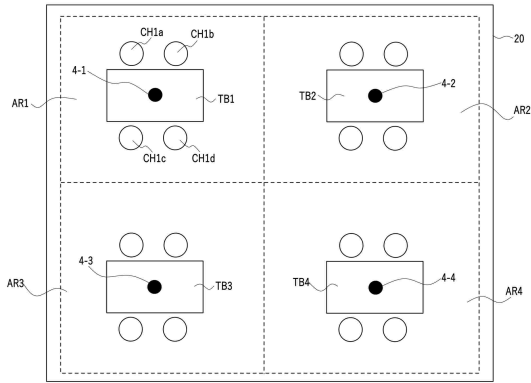 CH1a
CH1b
20
4-1
4-2
AR1
TB1
TB2
AR2
CH1c
CH1d
4-3
4-4
AR3
TB3
TB4
AR4